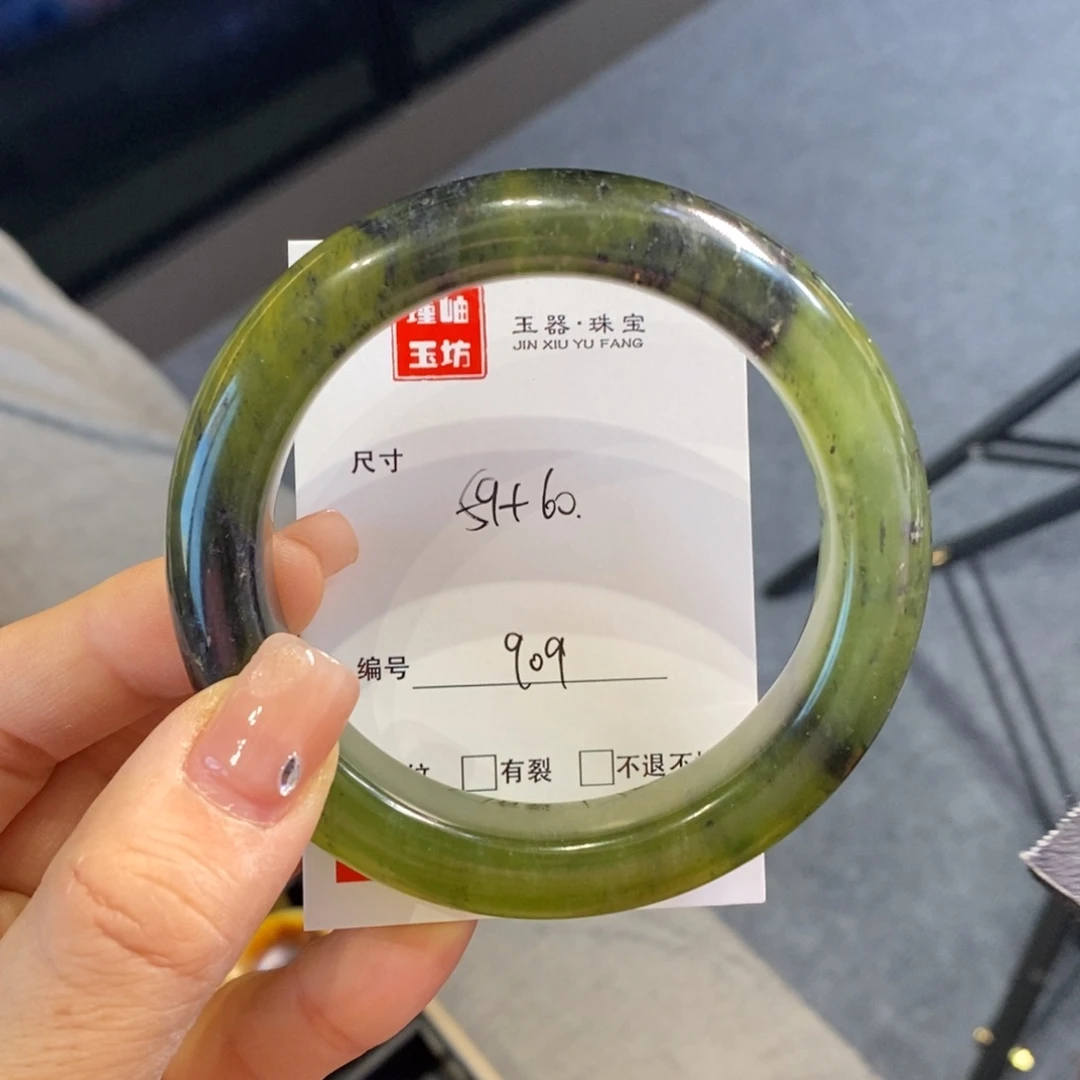 瑾岫
玉坊
玉器·珠宝
JIN XIU YU FANG
尺寸
59+60.
编号 909
有裂 不退不